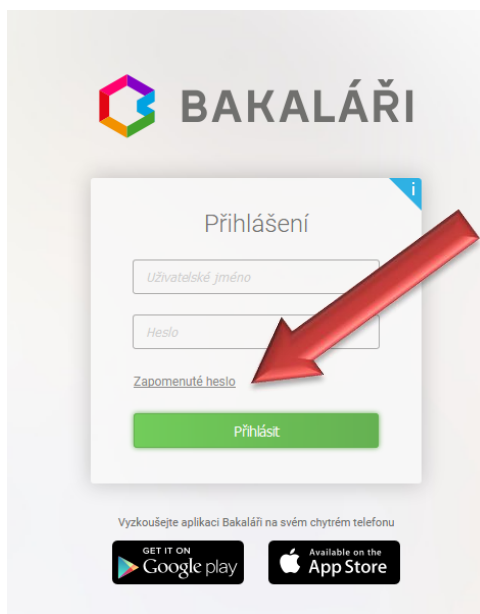 BAKALÁŘI
i
Přihlášení
Uživatelské jméno
Heslo
Zapomenuté heslo
Přihlásit
Vyzkoušejte aplikaci Bakaláři na svém chytrém telefonu
GET IT ON
Google play
Available on the
App Store